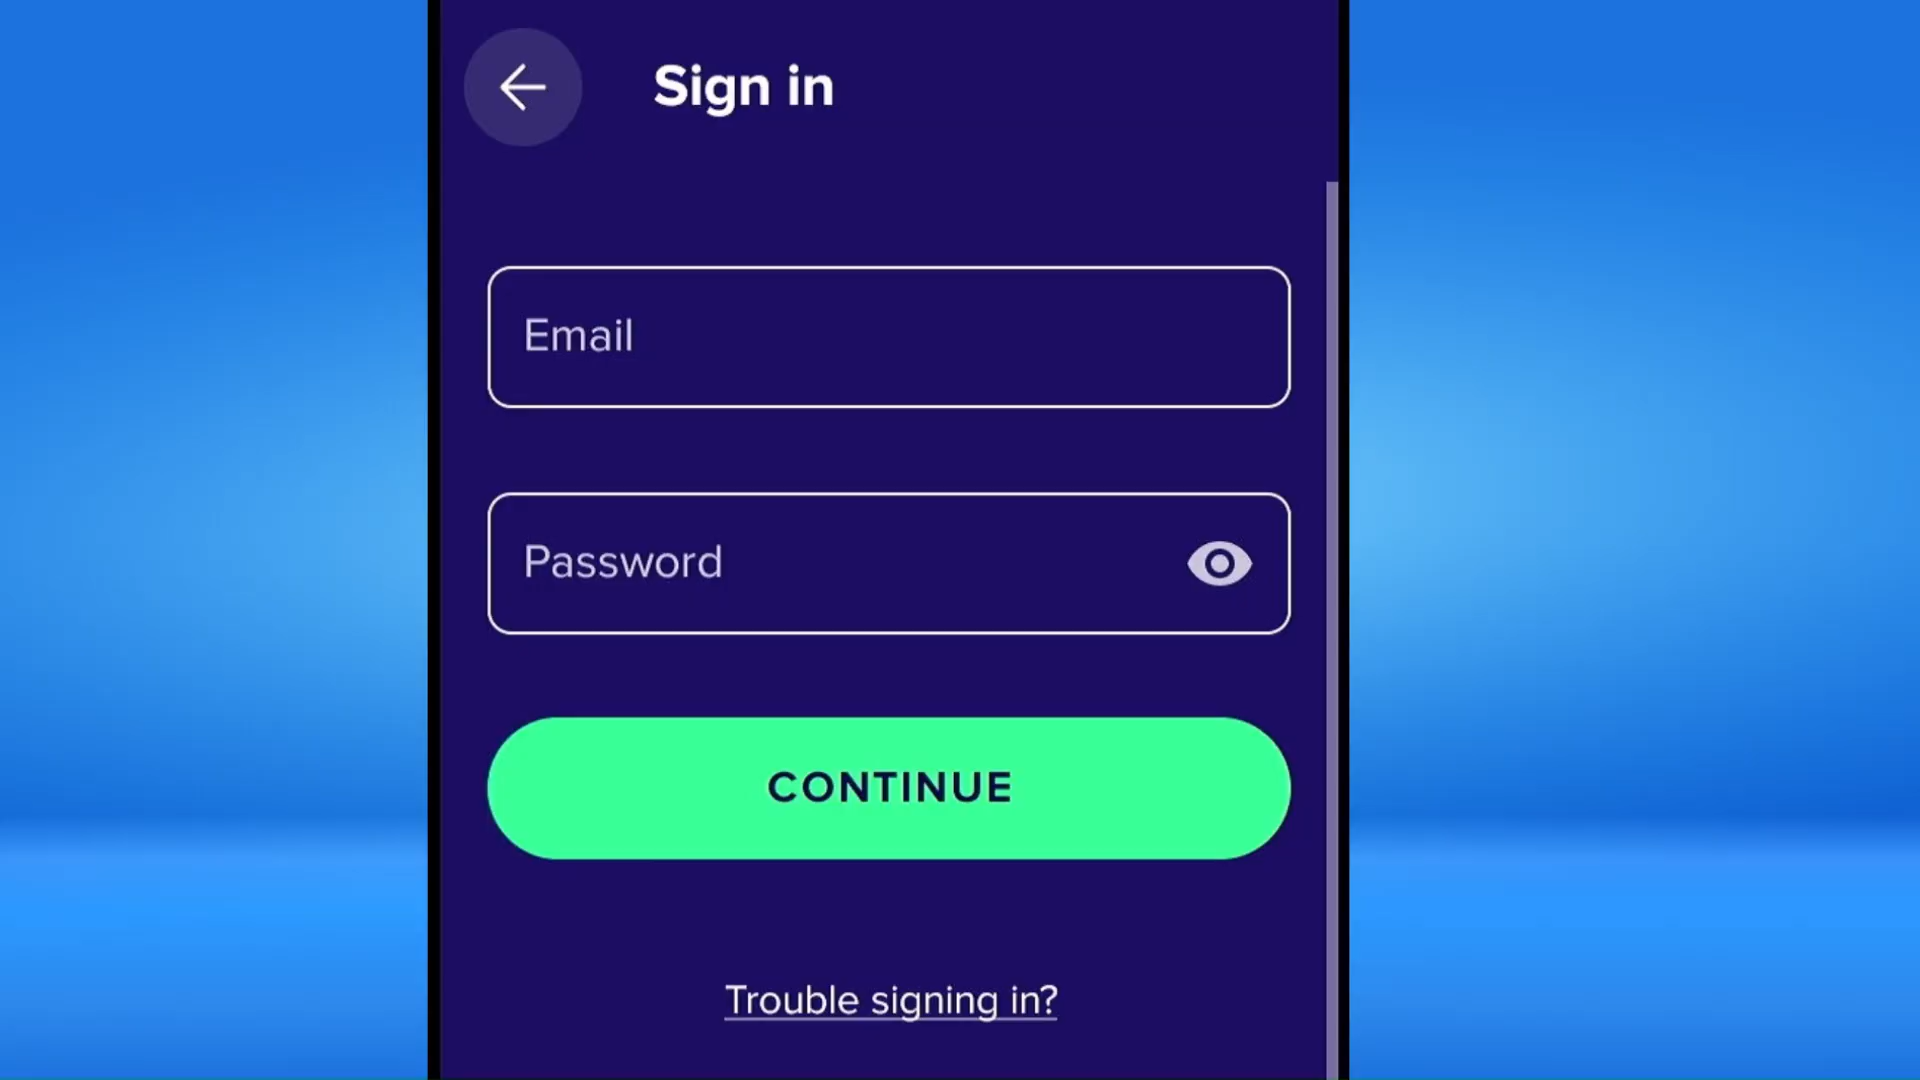 Sign in
Email
Password
CONTINUE
Trouble signing in?